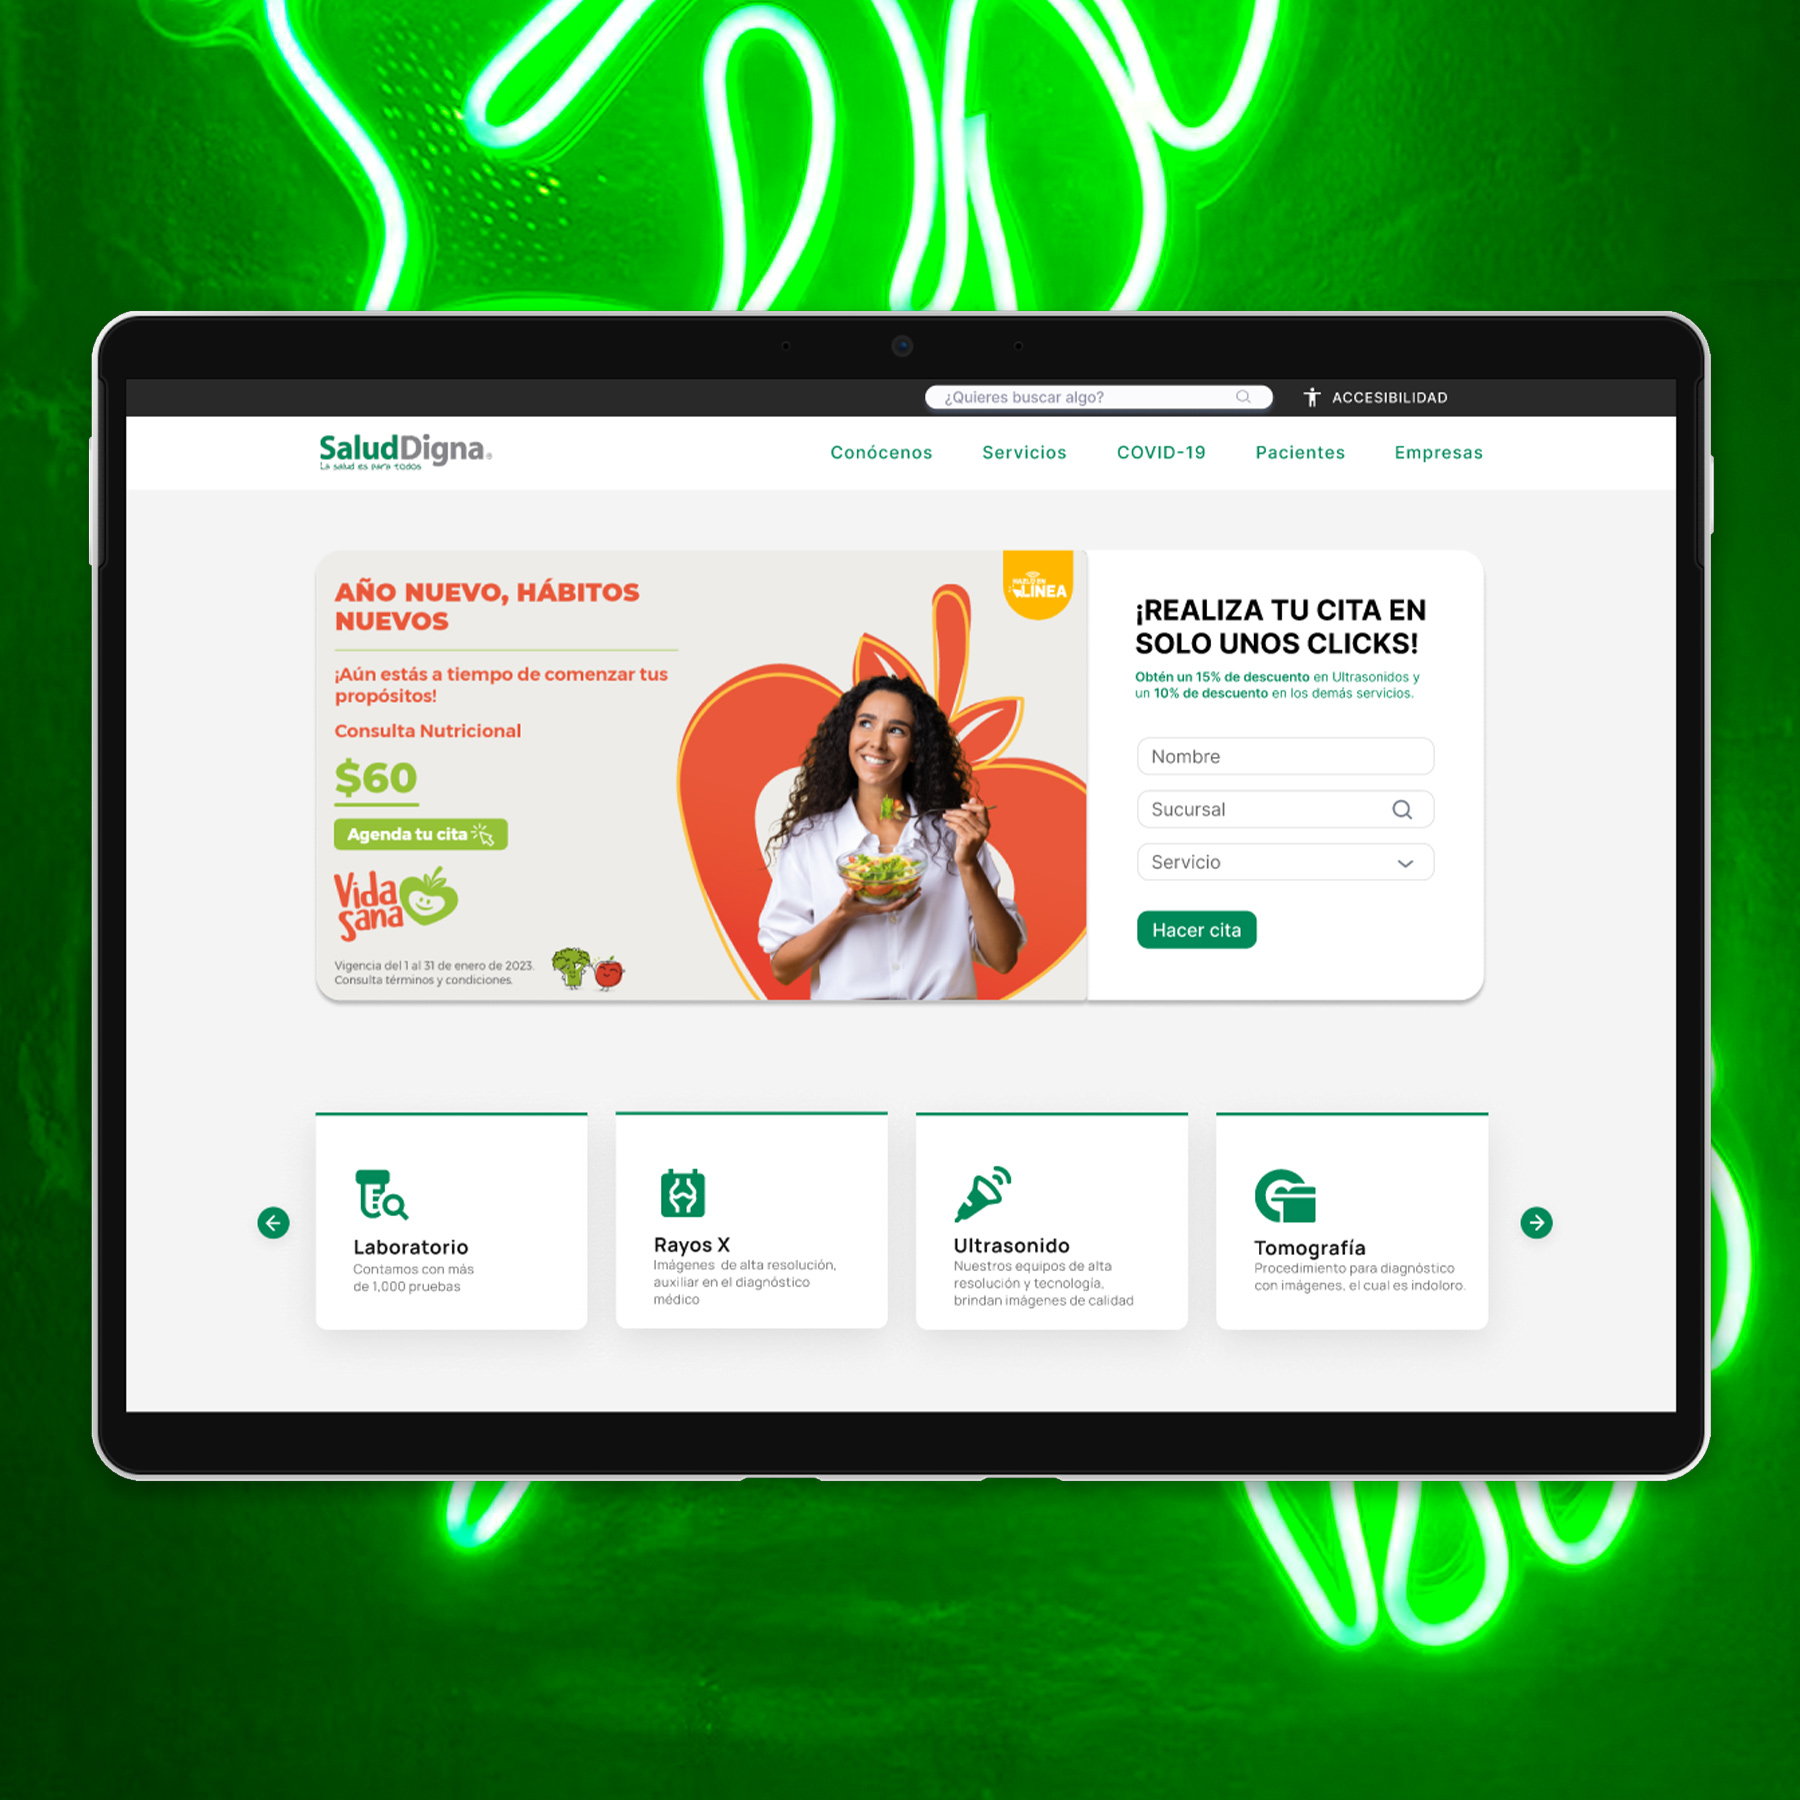 ¿Quieres buscar algo?
ACCESIBILIDAD
SaludDigna®
La salud es para todos
Conócenos
Servicios
COVID-19
Pacientes
Empresas
AÑO NUEVO, HÁBITOS
NUEVOS
¡Aún estás a tiempo de comenzar tus
propósitos!
Consulta Nutricional
$60
Agenda tu cita
Vida
sana
Vigencia del 1 al 31 de enero de 2023.
Consulta términos y condiciones.
HAZLO EN
LÍNEA
¡REALIZA TU CITA EN
SOLO UNOS CLICKS!
Obtén un 15% de descuento en Ultrasonidos y
un 10% de descuento en los demás servicios.
Nombre
Sucursal
Servicio
Hacer cita
Laboratorio
Contamos con más
de 1,000 pruebas
Rayos X
Imágenes de alta resolución,
auxiliar en el diagnóstico
médico
Ultrasonido
Nuestros equipos de alta
resolución y tecnología,
brindan imágenes de calidad
Tomografía
Procedimiento para diagnóstico
con imágenes, el cual es indoloro.